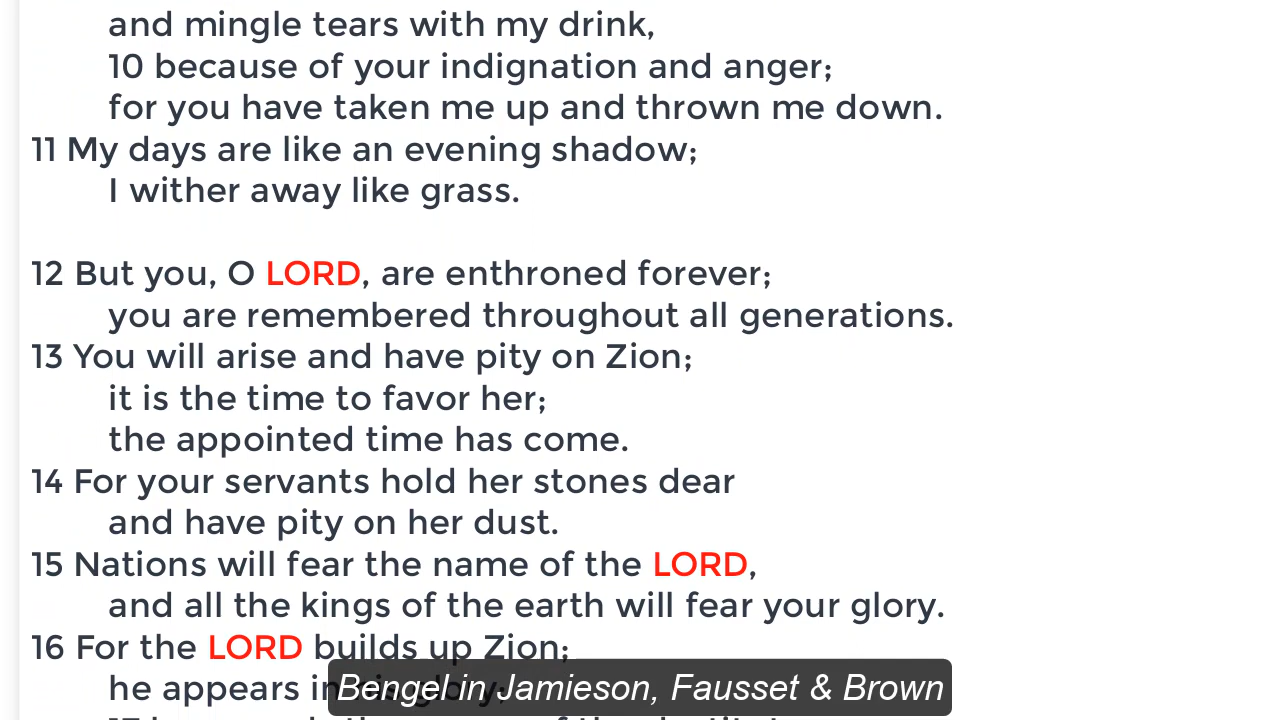 and mingle tears with my drink,
10 because of your indignation and anger;
for you have taken me up and thrown me down.
11 My days are like an evening shadow;
I wither away like grass.
12 But you, O LORD, are enthroned forever;
you are remembered throughout all generations.
13 You will arise and have pity on Zion;
it is the time to favor her;
the appointed time has come.
14 For your servants hold her stones dear
and have pity on her dust.
15 Nations will fear the name of the LORD,
and all the kings of the earth will fear your glory.
16 For the LORD builds up Zion;
he appears in his glory;
Bengel in Jamieson, Fausset & Brown